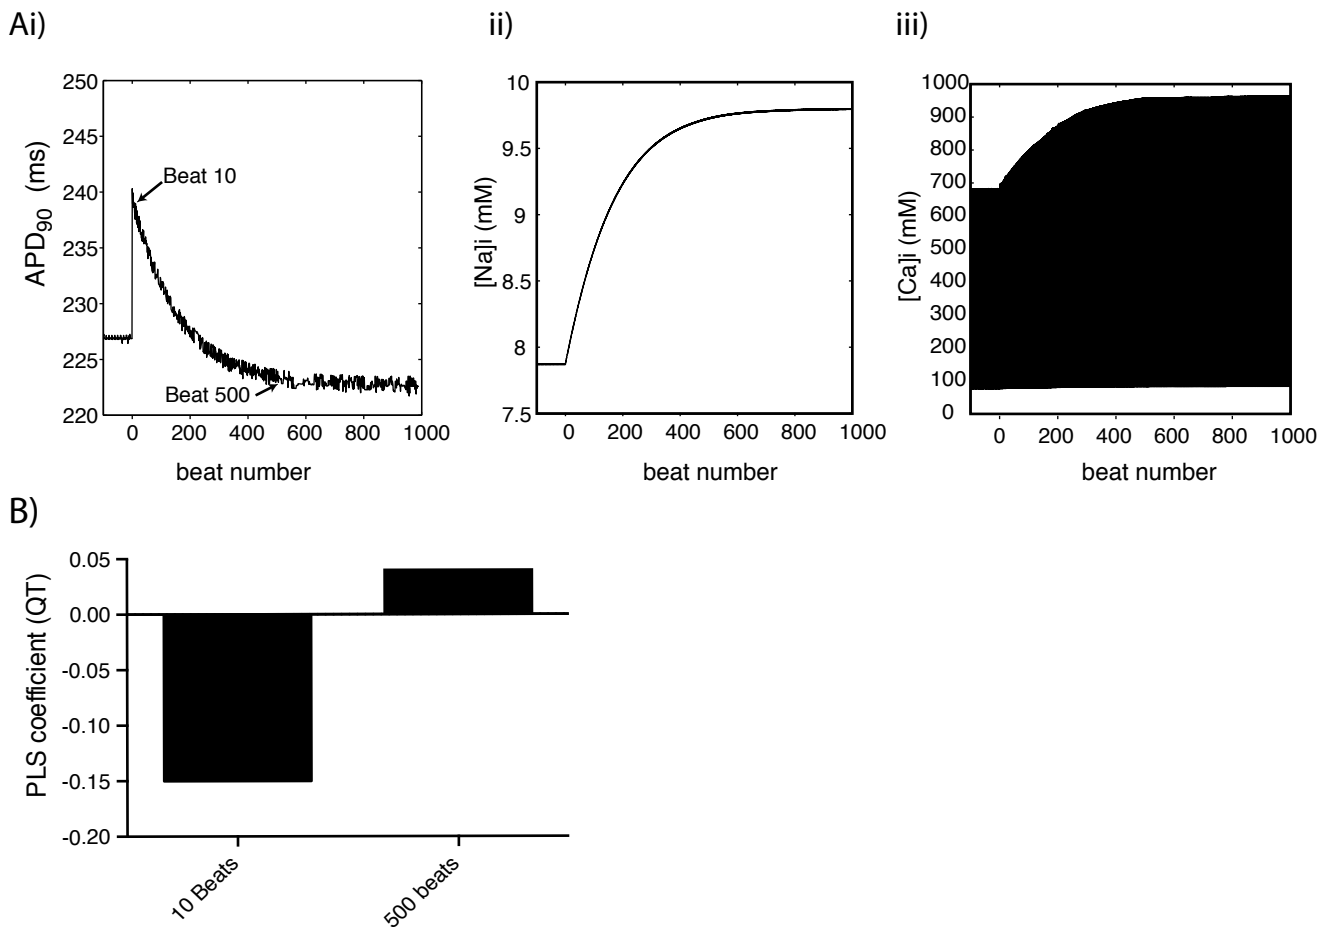 Ai)
ii)
iii)
APD90 (ms)
250
245
240
235
230
225
220
Beat 10
Beat 500
0 200 400 600 800 1000
beat number
[Na]i (mM)
10
9.5
9
8.5
8
7.5
0 200 400 600 800 1000
beat number
[Ca]i (mM)
1000
900
800
700
600
500
400
300
200
100
0
0 200 400 600 800 1000
beat number
B)
PLS coefficient (QT)
0.05
0.00
-0.05
-0.10
-0.15
-0.20
10 Beats
500 beats